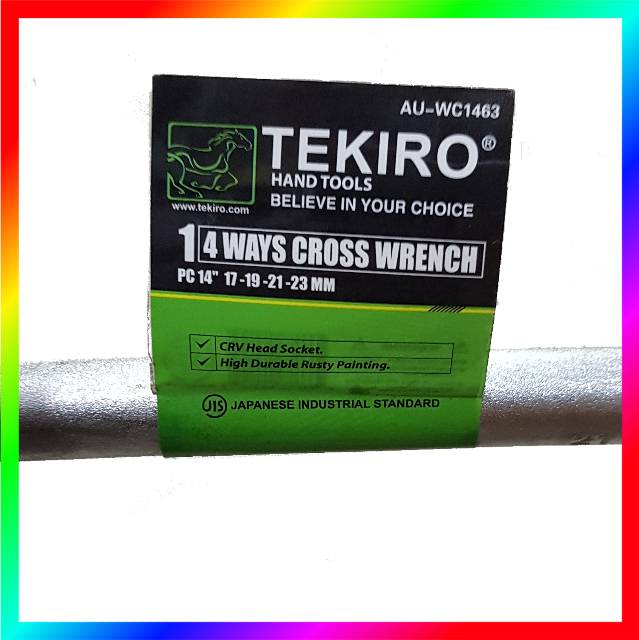 AU-WC1463
TEKIRO®
HAND TOOLS
BELIEVE IN YOUR CHOICE
www.tekiro.com
1 4 WAYS CROSS WRENCH
PC 14" 17-19-21-23 MM
CRV Head Socket.
High Durable Rusty Painting.
JIS JAPANESE INDUSTRIAL STANDARD
21